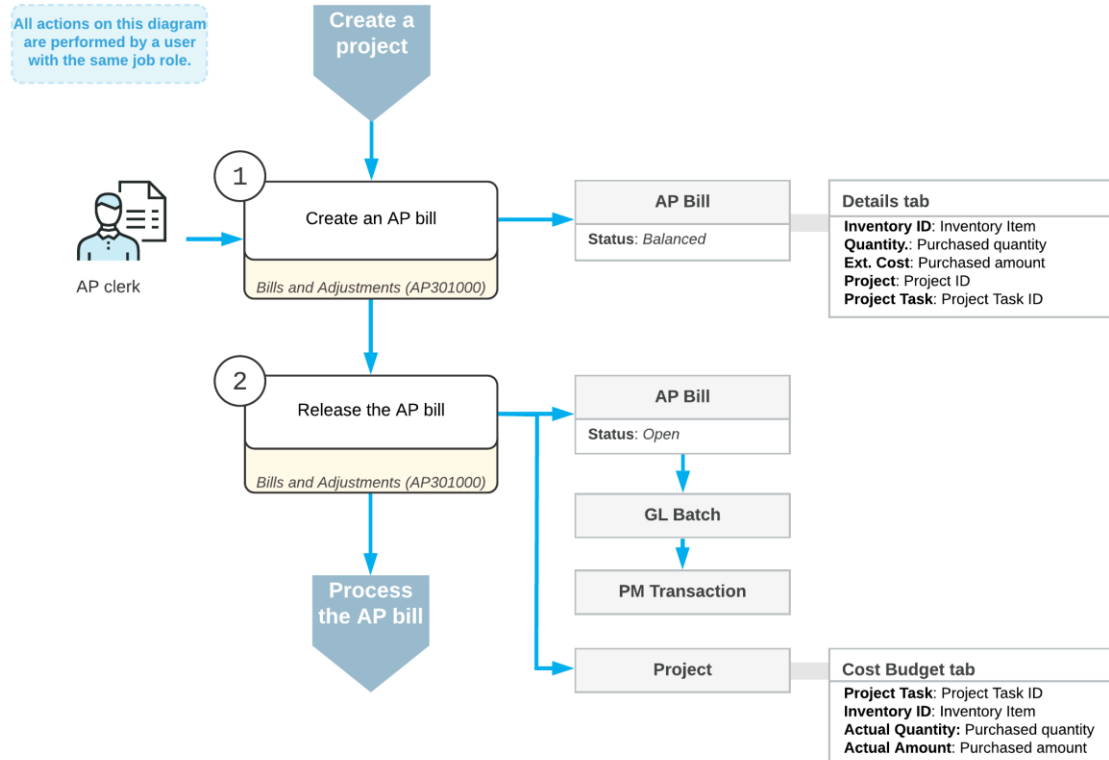 All actions on this diagram
are performed by a user
with the same job role.
Create a
project
1
Create an AP bill
Bills and Adjustments (AP301000)
AP clerk
AP Bill
Status: Balanced
Details tab
Inventory ID: Inventory Item
Quantity.: Purchased quantity
Ext. Cost: Purchased amount
Project: Project ID
Project Task: Project Task ID
2
Release the AP bill
Bills and Adjustments (AP301000)
AP Bill
Status: Open
GL Batch
PM Transaction
Process
the AP bill
Project
Cost Budget tab
Project Task: Project Task ID
Inventory ID: Inventory Item
Actual Quantity: Purchased quantity
Actual Amount: Purchased amount